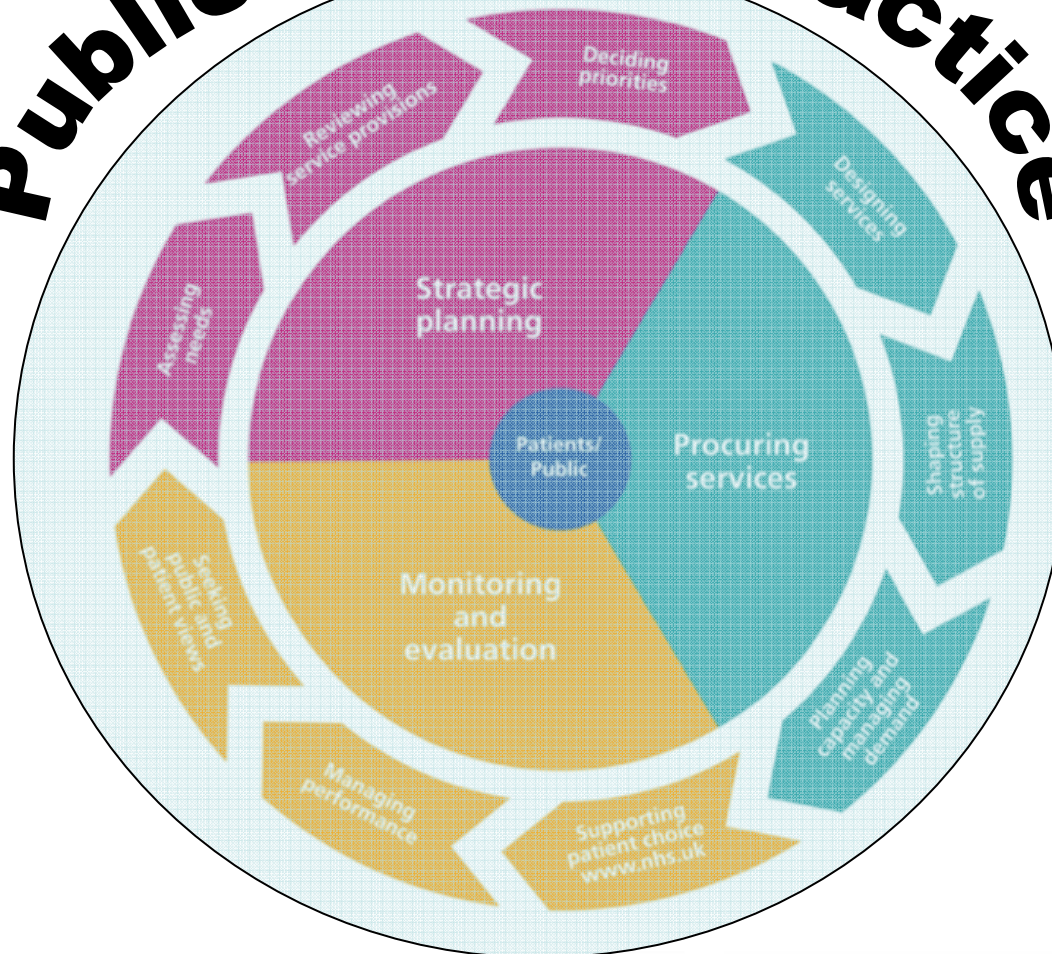 Public
actice
Deciding
priorities
Reviewing
service provisions
Designing
services
Assessing
needs
Strategic
planning
Patients/
Public
Procuring
services
Shaping
structure
of supply
Monitoring
and
evaluation
Seeking
public and
patient views
Planning
capacity and
managing
demand
Managing
performance
Supporting
patient choice
www.nhs.uk